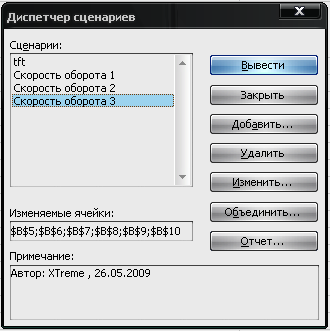 Диспетчер сценариев
Сценарии:
tft
Скорость оборота 1
Скорость оборота 2
Скорость оборота 3
Вывести
Закрыть
Добавить...
Удалить
Изменить...
Объединить...
Отчет...
Изменяемые ячейки:
$B$5;$B$6;$B$7;$B$8;$B$9;$B$10
Примечание:
Автор: XTreme , 26.05.2009